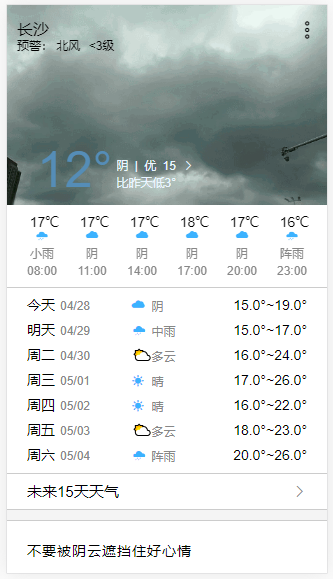 长沙
预警: 北风 <3级
12° 阴 | 优 15
比昨天低3°
17℃ 17℃ 17℃ 18℃ 17℃ 16℃
小雨 阴 阴 阴 阴 阵雨
08:00 11:00 14:00 17:00 20:00 23:00
今天 04/28 阴 15.0°~19.0°
明天 04/29 中雨 15.0°~17.0°
周二 04/30 多云 16.0°~24.0°
周三 05/01 晴 17.0°~26.0°
周四 05/02 晴 16.0°~22.0°
周五 05/03 多云 18.0°~23.0°
周六 05/04 阵雨 20.0°~26.0°
未来15天天气
不要被阴云遮挡住好心情